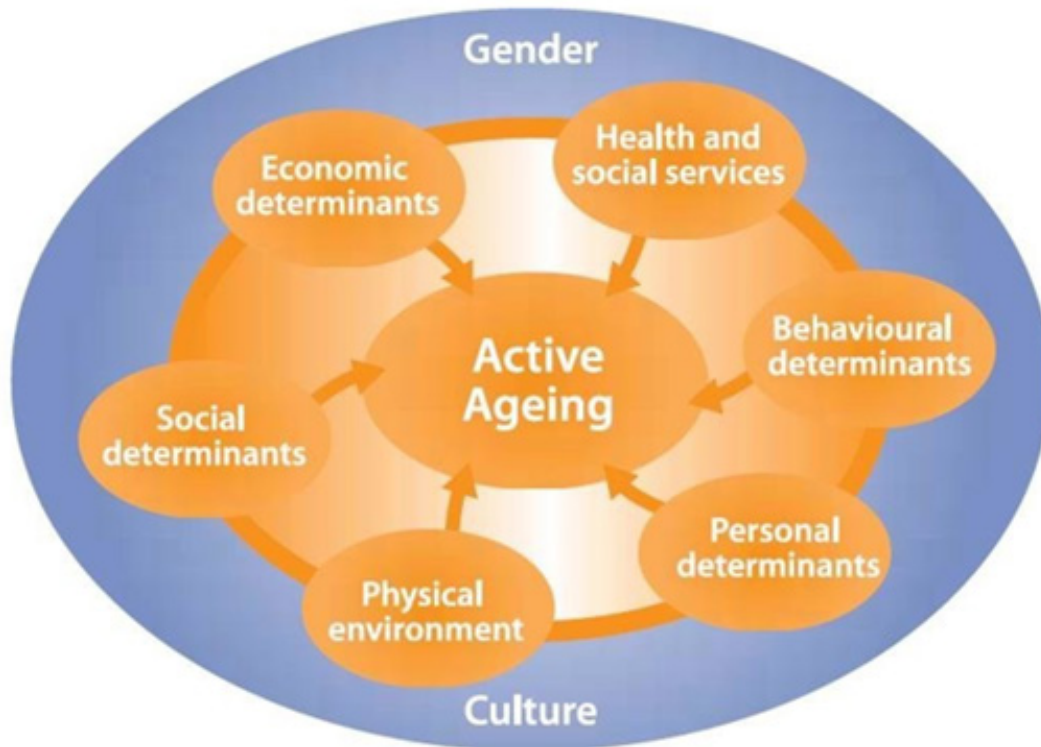 Gender
Economic
determinants
Health and
social services
Behavioural
determinants
Active
Ageing
Social
determinants
Personal
determinants
Physical
environment
Culture